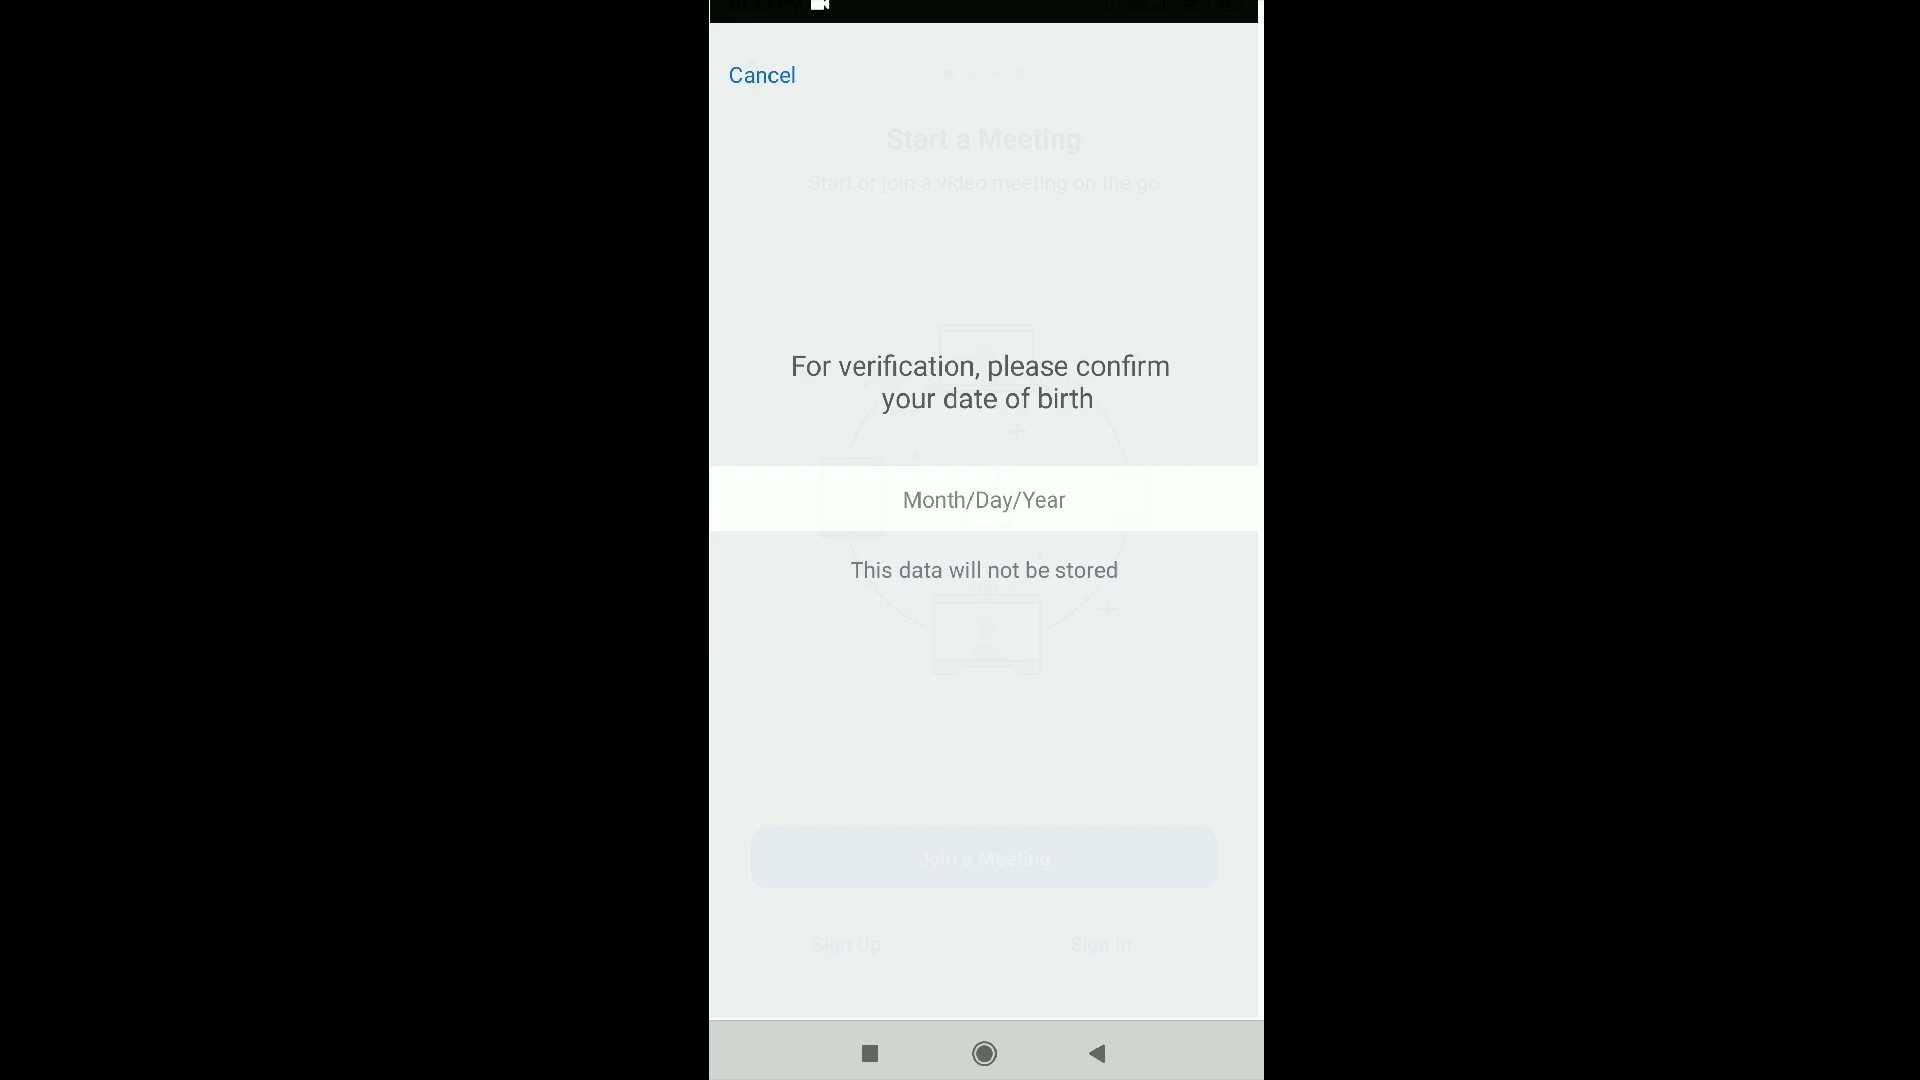 Cancel
Start a Meeting
Start or join a video meeting on the go
For verification, please confirm
your date of birth
Month/Day/Year
This data will not be stored
Join a Meeting
Sign Up
Sign In